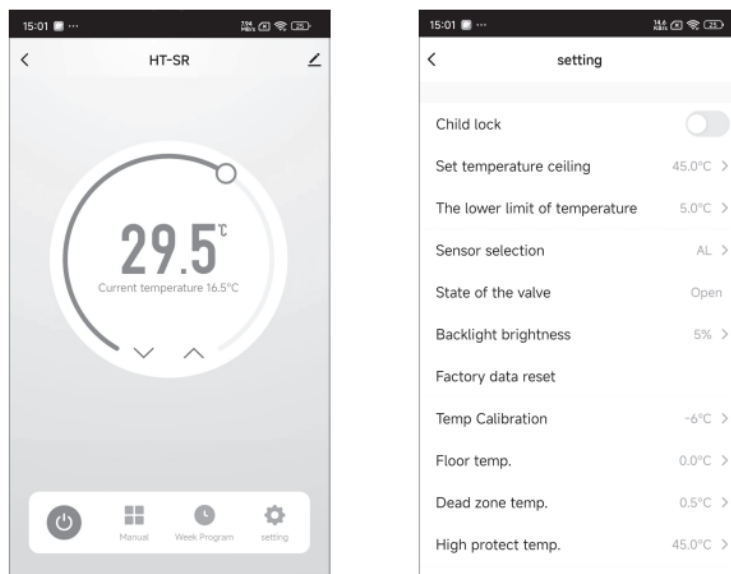 15:01 ...
HT-SR
29.5℃
Current temperature 16.5°C
Manual
Week Program
setting
15:01 ...
setting
Child lock
Set temperature ceiling 45.0°C
The lower limit of temperature 5.0°C
Sensor selection AL
State of the valve Open
Backlight brightness 5%
Factory data reset
Temp Calibration -6°C
Floor temp. 0.0°C
Dead zone temp. 0.5°C
High protect temp. 45.0°C